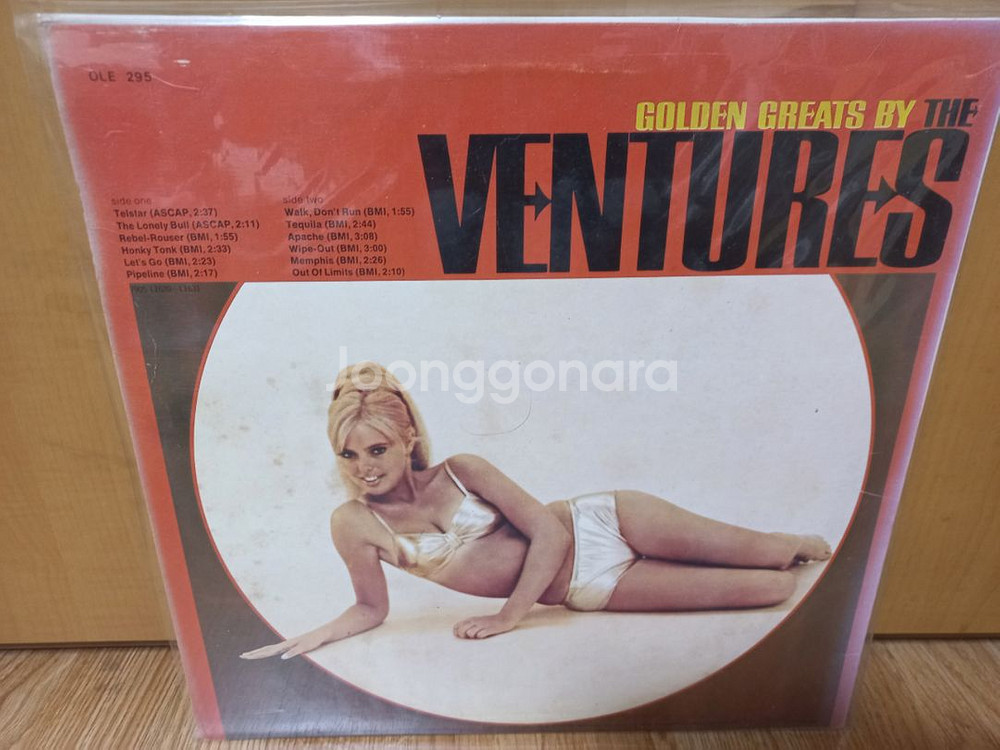 OLE 295
GOLDEN GREATS BY THE
VENTURES
side one
Telstar (ASCAP, 2:37)
The Lonely Bull (ASCAP, 2:11)
Rebel-Rouser (BMI, 1:55)
Honky Tonk (BMI, 2:33)
Let's Go (BMI, 2:23)
Pipeline (BMI, 2:17)
side two
Walk, Don't Run (BMI, 1:55)
Tequila (BMI, 2:44)
Apache (BMI, 3:08)
Wipe-Out (BMI, 3:00)
Memphis (BMI, 2:26)
Out Of Limits (BMI, 2:10)
Joonggonara